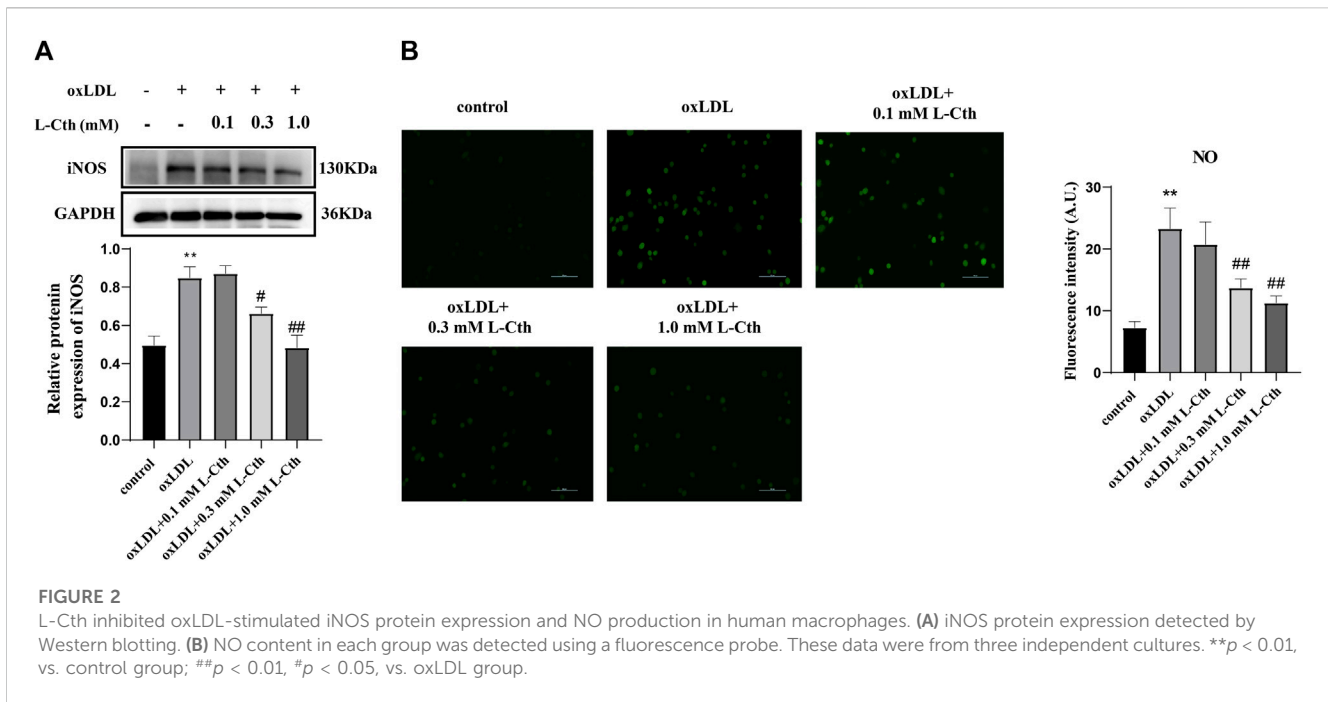 A
oxLDL - + + + +
L-Cth (mM) - - 0.1 0.3 1.0
iNOS 130KDa
GAPDH 36KDa
Relative protenin
expression of iNOS
1.0
0.8
0.6
0.4
0.2
0.0
**
#
##
control
oxLDL
oxLDL+0.1 mM L-Cth
oxLDL+0.3 mM L-Cth
oxLDL+1.0 mM L-Cth
B
control
oxLDL
oxLDL+
0.1 mM L-Cth
oxLDL+
0.3 mM L-Cth
oxLDL+
1.0 mM L-Cth
NO
Fluorescence intensity (A.U.)
30
20
10
0
**
##
##
control
oxLDL
oxLDL+0.1 mM L-Cth
oxLDL+0.3 mM L-Cth
oxLDL+1.0 mM L-Cth
FIGURE 2
L-Cth inhibited oxLDL-stimulated iNOS protein expression and NO production in human macrophages. (A) iNOS protein expression detected by
Western blotting. (B) NO content in each group was detected using a fluorescence probe. These data were from three independent cultures. **p < 0.01,
vs. control group; ##p < 0.01, #p < 0.05, vs. oxLDL group.